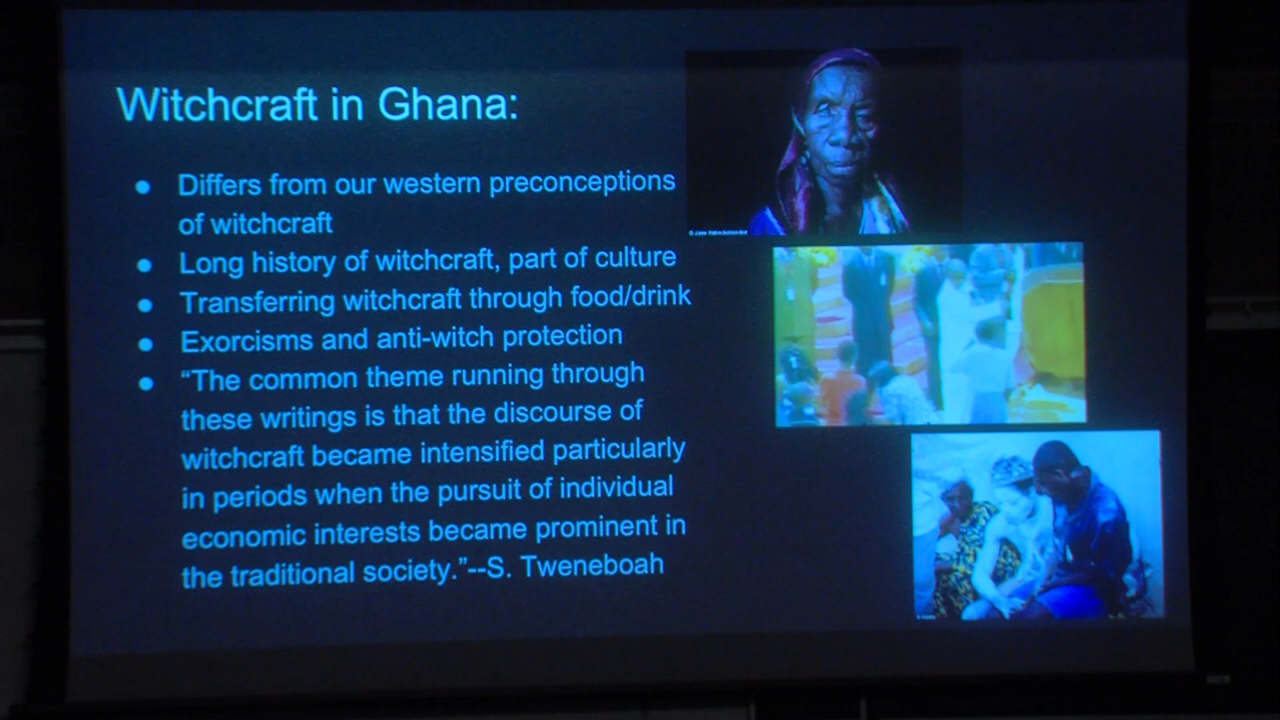 Witchcraft in Ghana:
● Differs from our western preconceptions
of witchcraft
● Long history of witchcraft, part of culture
● Transferring witchcraft through food/drink
● Exorcisms and anti-witch protection
● “The common theme running through
these writings is that the discourse of
witchcraft became intensified particularly
in periods when the pursuit of individual
economic interests became prominent in
the traditional society.”--S. Tweneboah